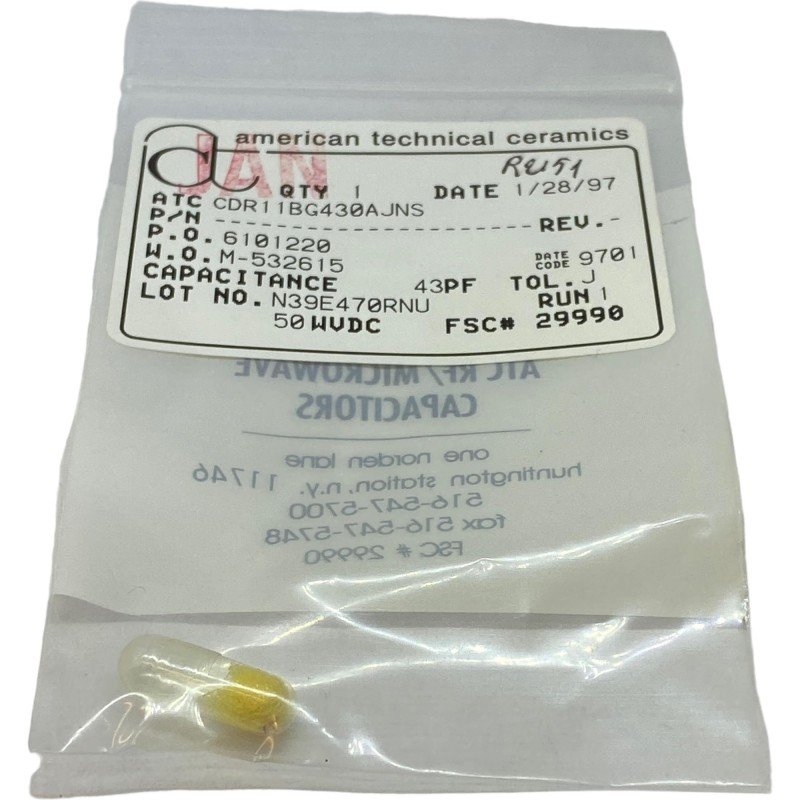 american technical ceramics
JAN
QTY 1 DATE 1/28/97
ATC CDR11BG430AJNS
P/N ------------------------------ REV.-
P.O. 6101220
W.O. M-532615 DATE CODE 9701
CAPACITANCE 43PF TOL. J
LOT NO. N39E470RNU RUN 1
50 WVDC FSC# 29990
ATC RF/MICROWAVE
CAPACITORS
one norden lane
huntington station, n.y. 11746
516-547-5700
fax 516-547-5748
FSC # 29990